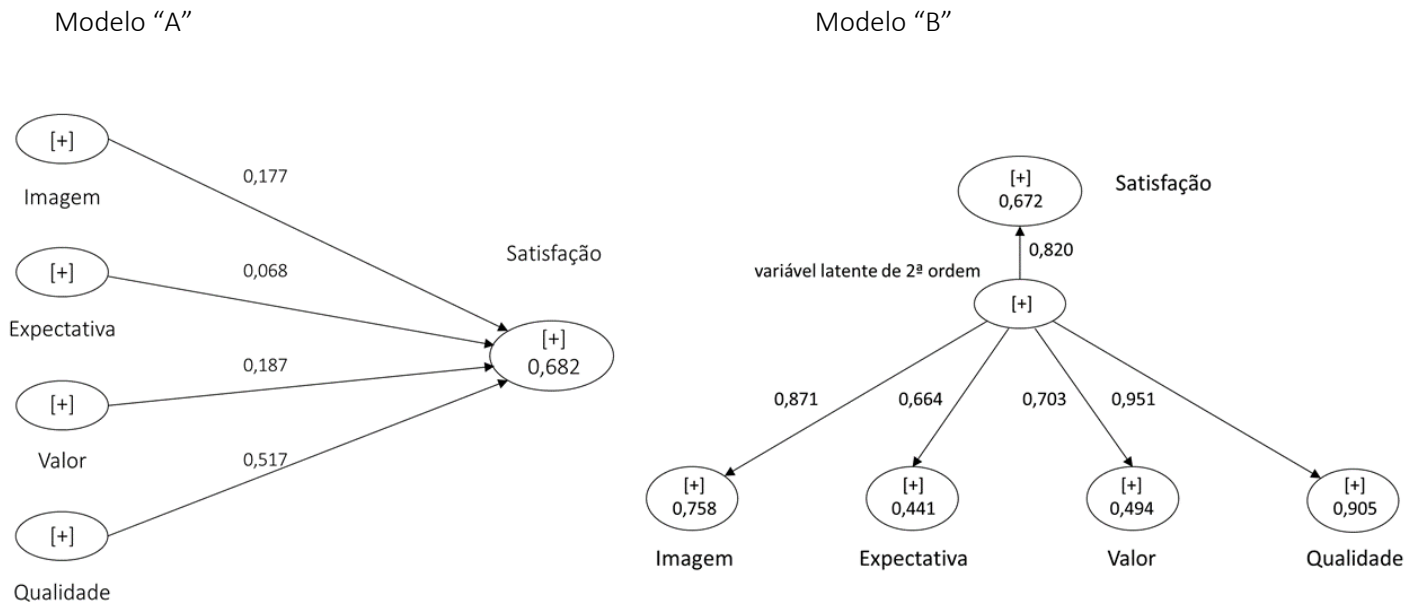 Modelo “A”
[+]
Imagem
0,177
[+]
Expectativa
0,068
[+]
Valor
0,187
[+]
Qualidade
0,517
Satisfação
[+]
0,682
Modelo “B”
[+]
0,672
Satisfação
0,820
variável latente de 2ª ordem
[+]
0,871
0,664
0,703
0,951
[+]
0,758
Imagem
[+]
0,441
Expectativa
[+]
0,494
Valor
[+]
0,905
Qualidade